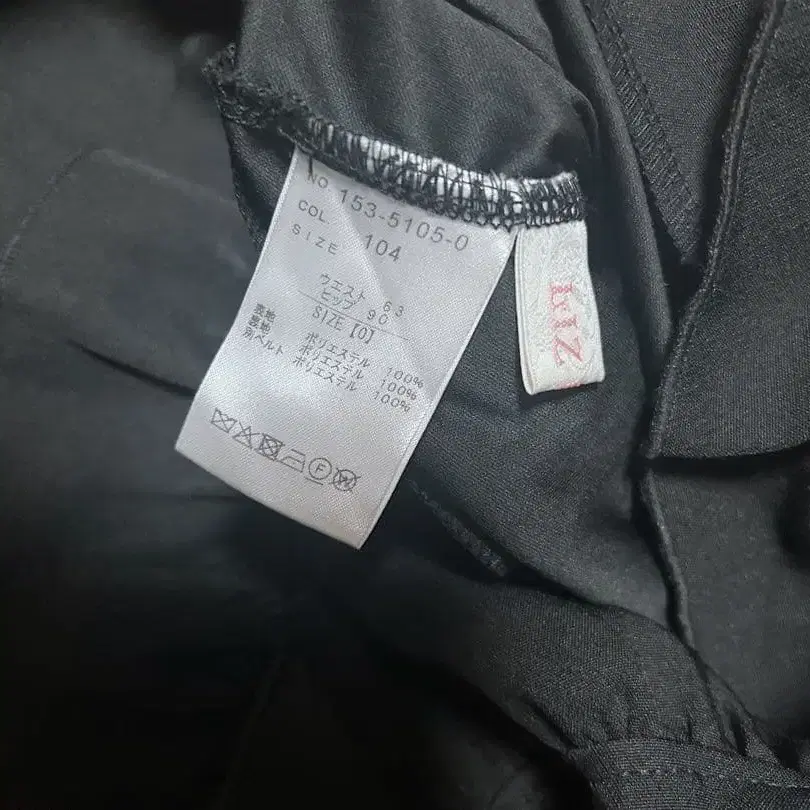 NO 153-5105-0
COL 104
SIZE
ウエスト 63
ヒップ 90
SIZE【0】
表地 ポリエステル 100%
裏地 ポリエステル 100%
別ベルト ポリエステル 100%
F W
LIZ